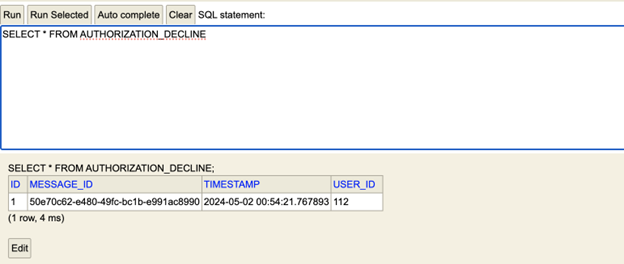 Run Run Selected Auto complete Clear SQL statement:
SELECT * FROM AUTHORIZATION_DECLINE
SELECT * FROM AUTHORIZATION_DECLINE;
ID MESSAGE_ID TIMESTAMP USER_ID
1 50e70c62-e480-49fc-bc1b-e991ac8990 2024-05-02 00:54:21.767893 112
(1 row, 4 ms)
Edit